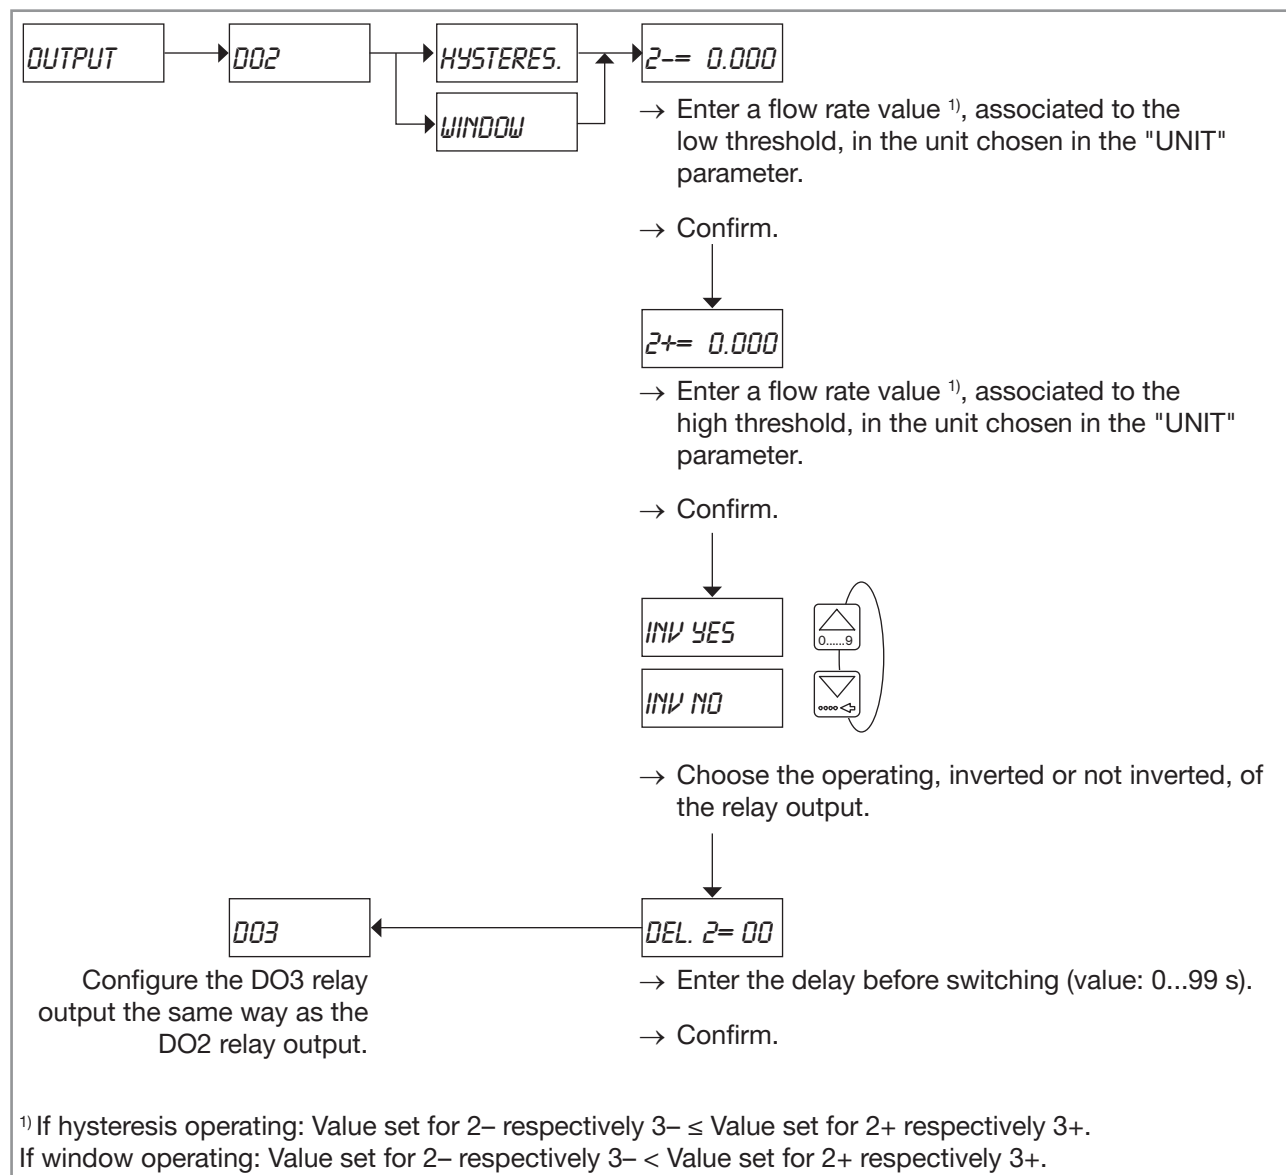 OUTPUT
DO2
HYSTERES.
WINDOW
2-= 0.000
→ Enter a flow rate value 1), associated to the
low threshold, in the unit chosen in the "UNIT"
parameter.
→ Confirm.
2+= 0.000
→ Enter a flow rate value 1), associated to the
high threshold, in the unit chosen in the "UNIT"
parameter.
→ Confirm.
INV YES
0......9
INV NO
→ Choose the operating, inverted or not inverted, of
the relay output.
DEL. 2= 00
→ Enter the delay before switching (value: 0...99 s).
→ Confirm.
DO3
Configure the DO3 relay
output the same way as the
DO2 relay output.
1) If hysteresis operating: Value set for 2– respectively 3– ≤ Value set for 2+ respectively 3+.
If window operating: Value set for 2– respectively 3– < Value set for 2+ respectively 3+.